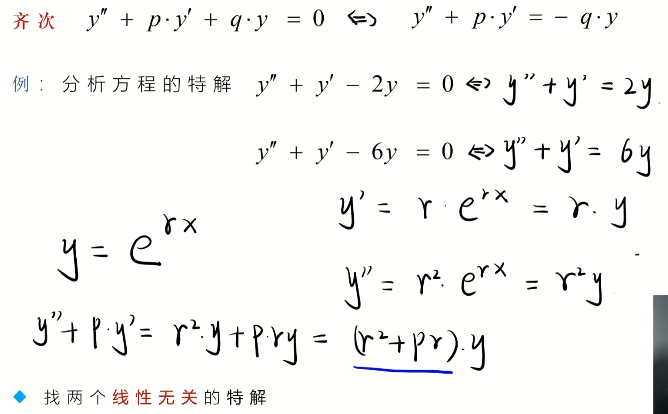 齐次 y'' + p·y' + q·y = 0 ⇔ y'' + p·y' = - q·y
例：分析方程的特解 y'' + y' - 2y = 0 ⇔ y'' + y' = 2y
y'' + y' - 6y = 0 ⇔ y'' + y' = 6y
y' = r·e^{rx} = r·y
y = e^{rx}
y'' = r²·e^{rx} = r²y
y'' + p·y' = r²·y + p·ry = (r²+pr)·y
◆ 找两个线性无关的特解